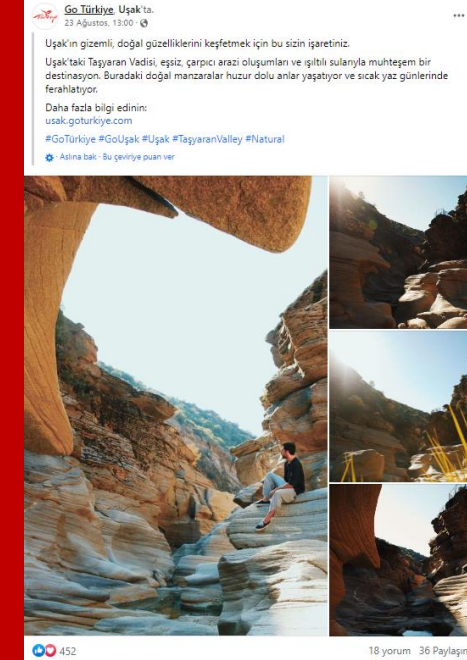 Go Türkiye, Uşak'ta.
23 Ağustos, 13:00 ·
Uşak'ın gizemli, doğal güzelliklerini keşfetmek için bu sizin işaretiniz.
Uşak'taki Taşyaran Vadisi, eşsiz, çarpıcı arazi oluşumları ve ışıltılı sularıyla muhteşem bir
destinasyon. Buradaki doğal manzaralar huzur dolu anlar yaşatıyor ve sıcak yaz günlerinde
ferahlatıyor.
Daha fazla bilgi edinin:
usak.goturkiye.com
#GoTürkiye #GoUşak #Uşak #TaşyaranValley #Natural
· Aslına bak · Bu çeviriye puan ver
452
18 yorum 36 Paylaşın